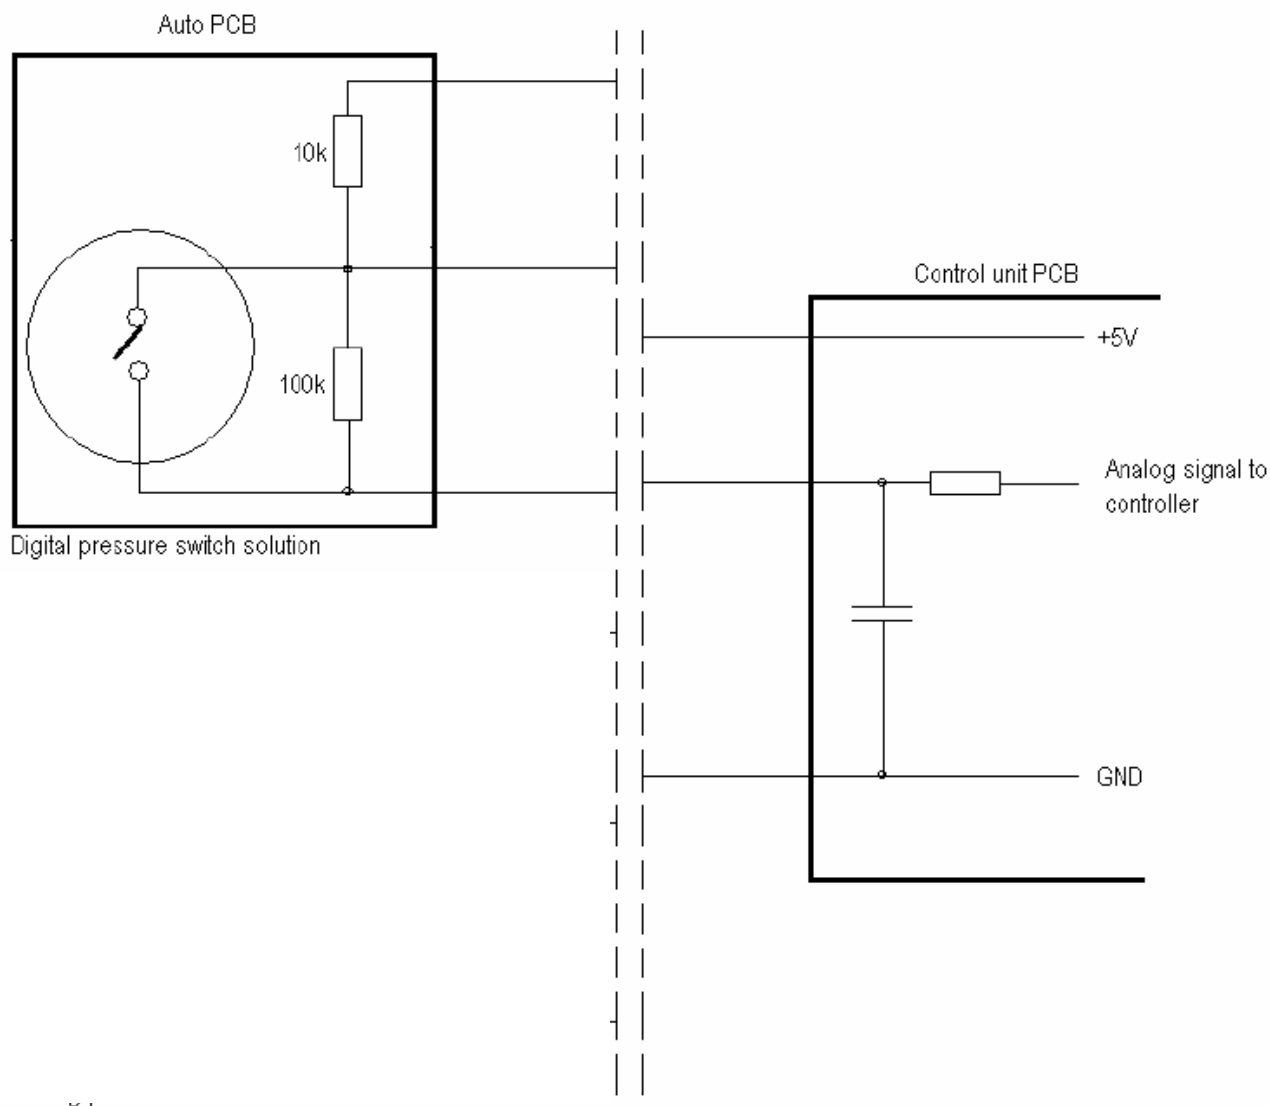 Auto PCB
10k
Control unit PCB
+5V
100k
Analog signal to
controller
Digital pressure switch solution
GND